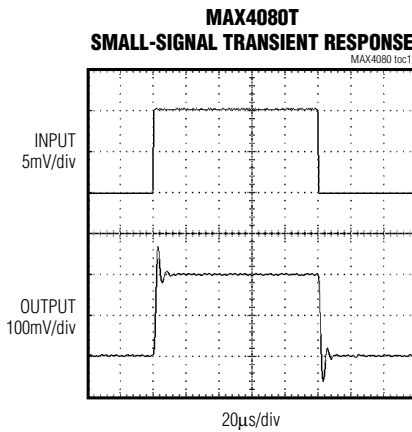 MAX4080T
SMALL-SIGNAL TRANSIENT RESPONSE
MAX4080 toc1
INPUT
5mV/div
OUTPUT
100mV/div
20μs/div